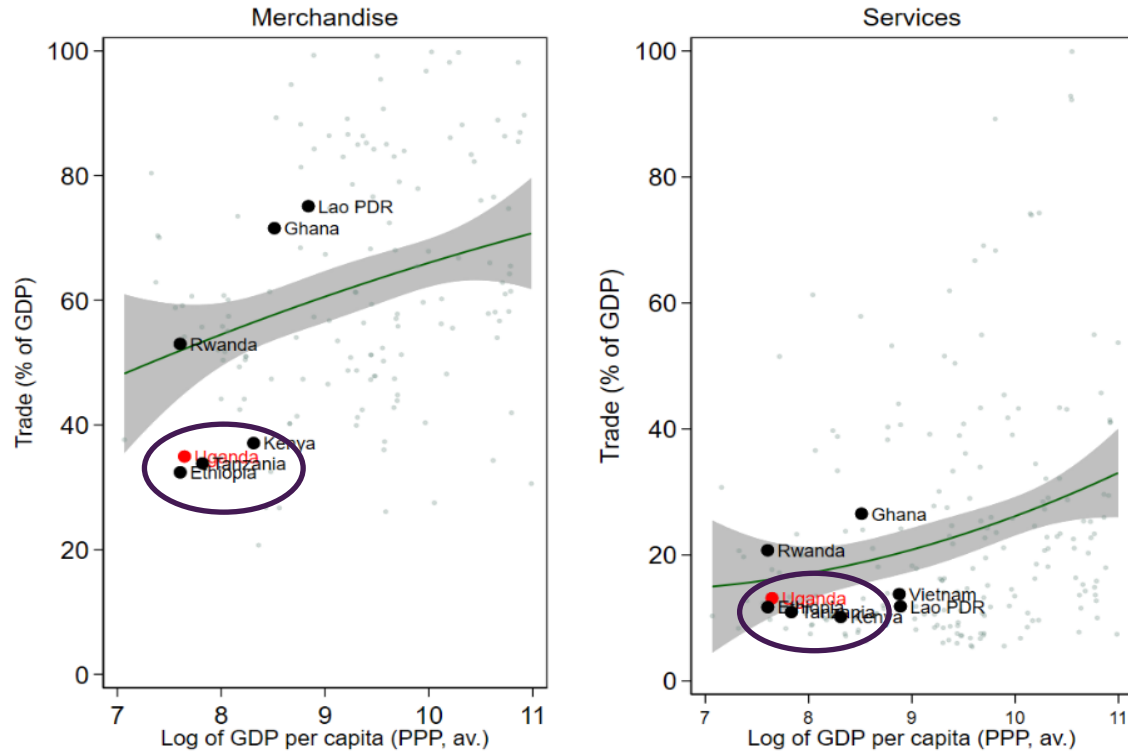 Merchandise
Trade (% of GDP)
100
80
60
40
20
0
Lao PDR
Ghana
Rwanda
Kenya
Uganda
Tanzania
Ethiopia
7 8 9 10 11
Log of GDP per capita (PPP, av.)
Services
Trade (% of GDP)
100
80
60
40
20
0
Ghana
Rwanda
Vietnam
Uganda
Lao PDR
Ethiopia
Tanzania
Kenya
7 8 9 10 11
Log of GDP per capita (PPP, av.)